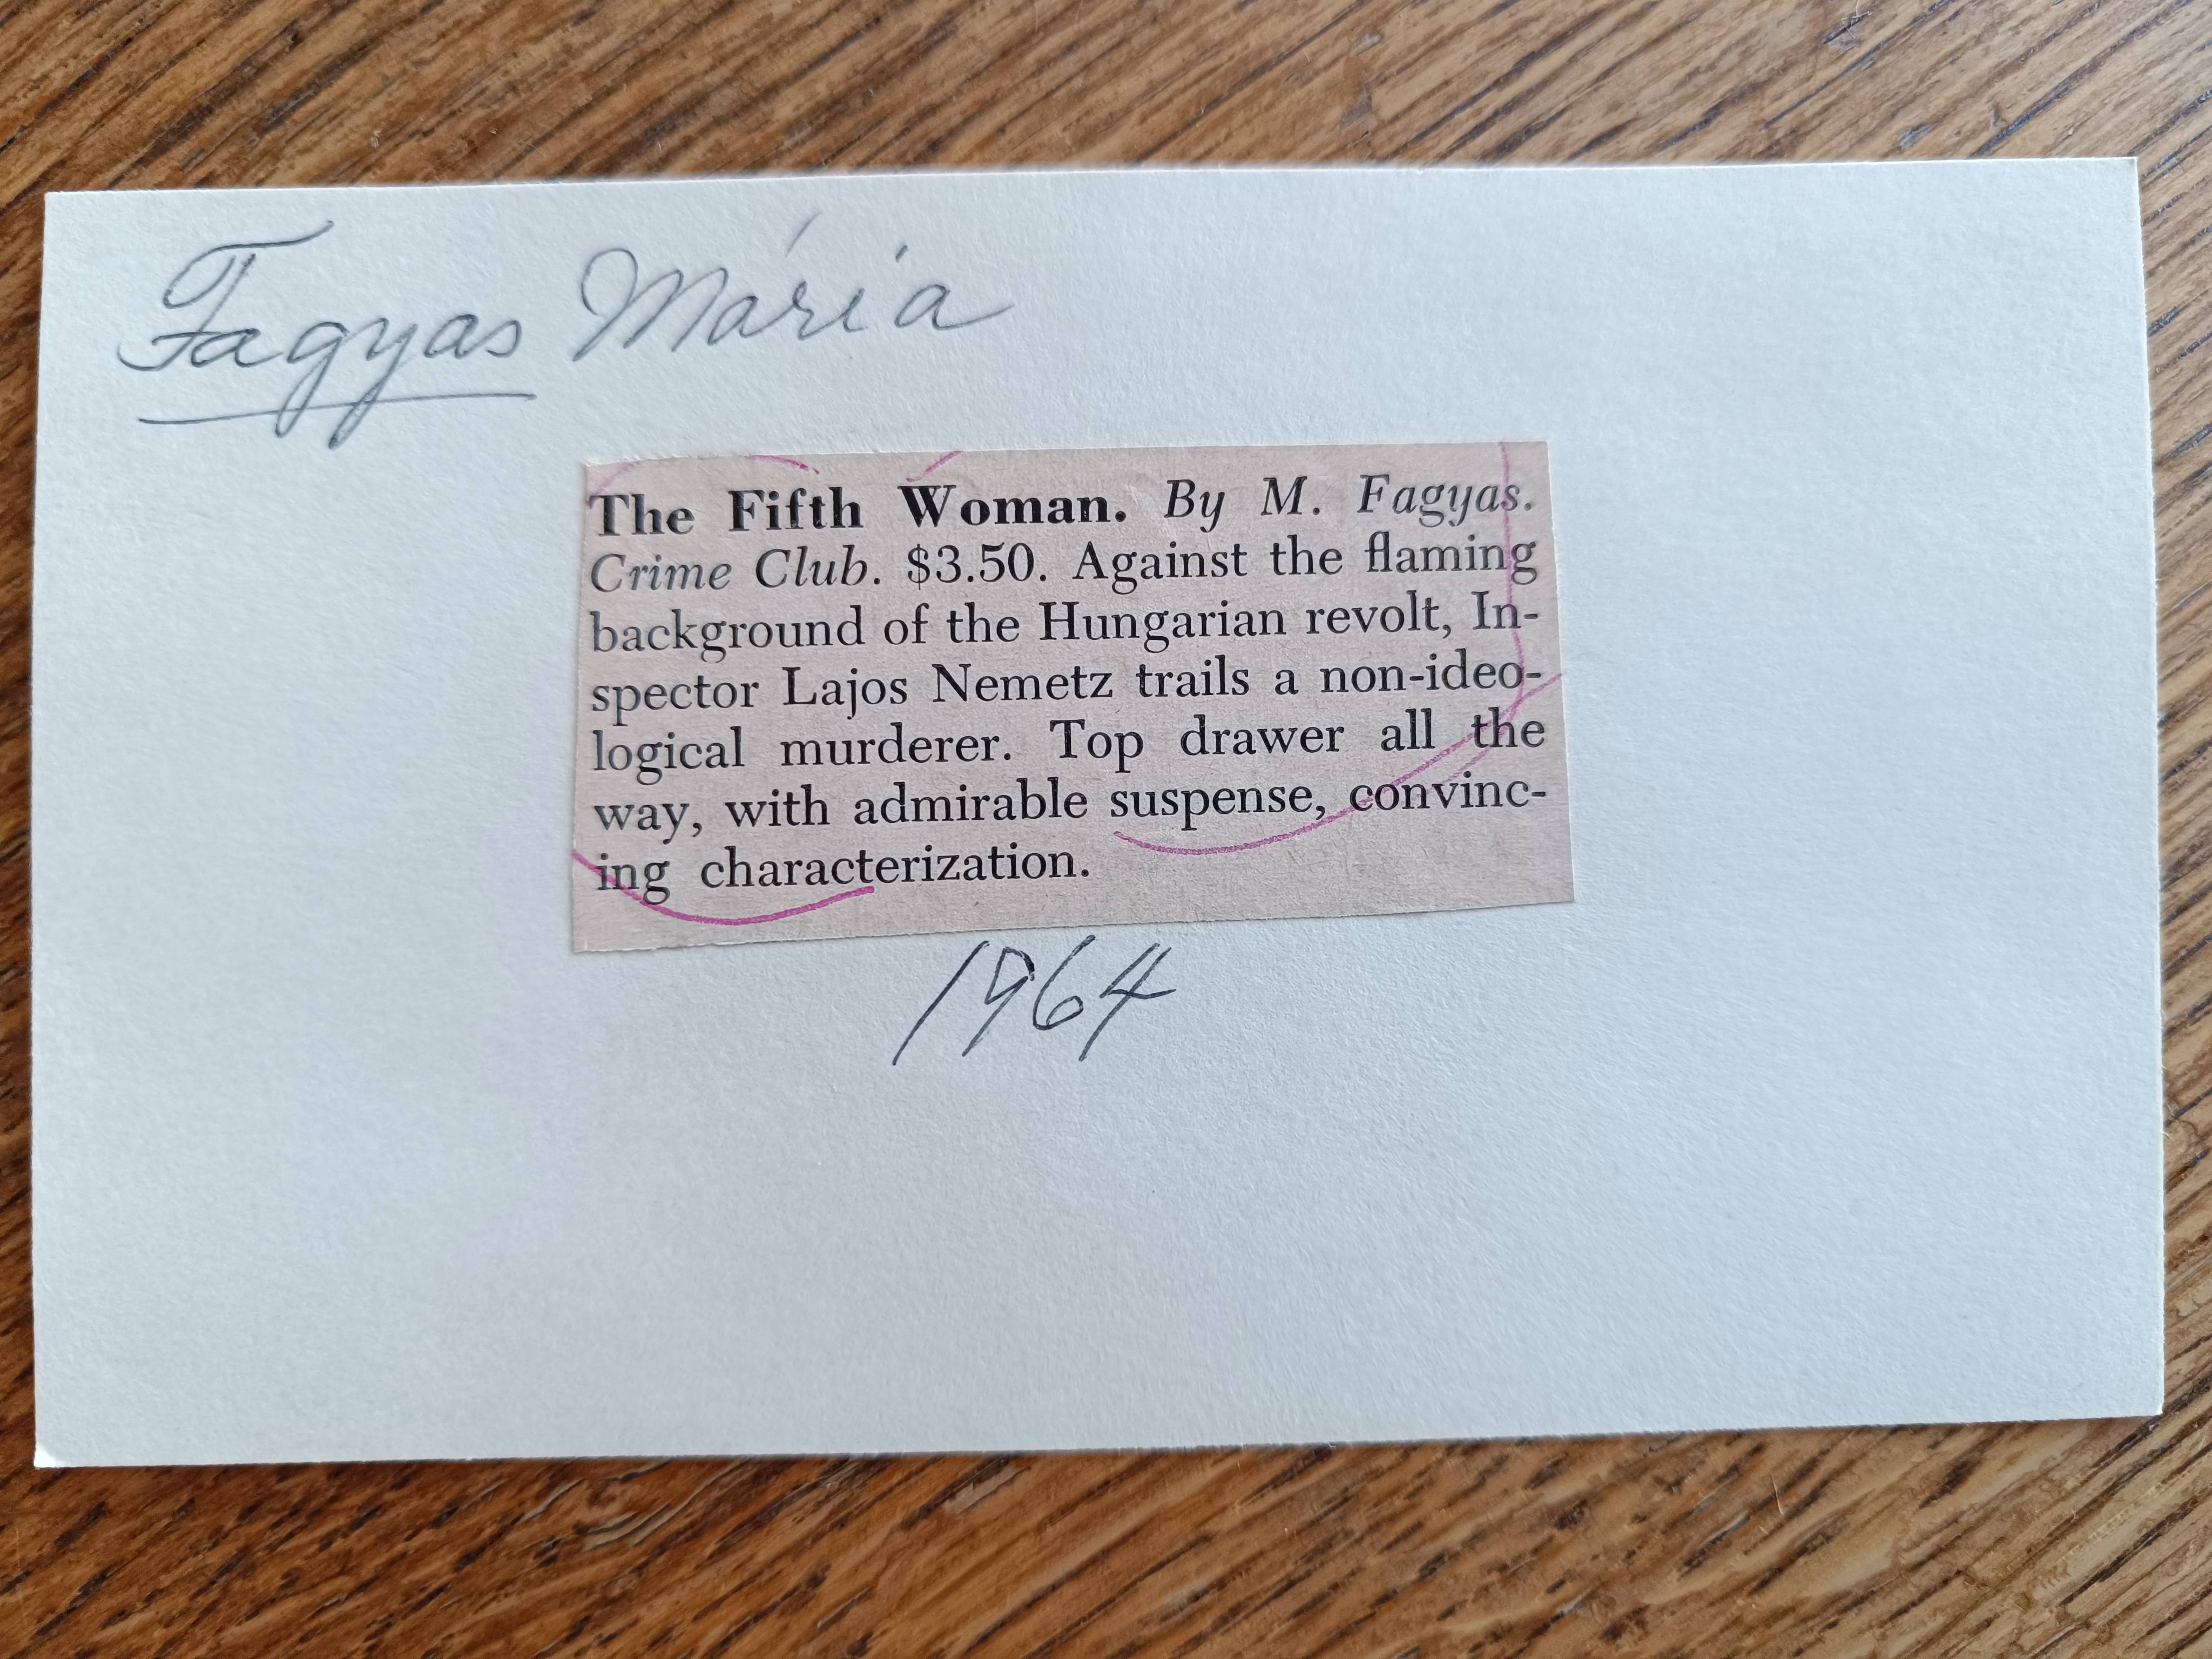 Fagyas Mária
The Fifth Woman. By M. Fagyas.
Crime Club. $3.50. Against the flaming
background of the Hungarian revolt, In-
spector Lajos Nemetz trails a non-ideo-
logical murderer. Top drawer all the
way, with admirable suspense, convinc-
ing characterization.
1964